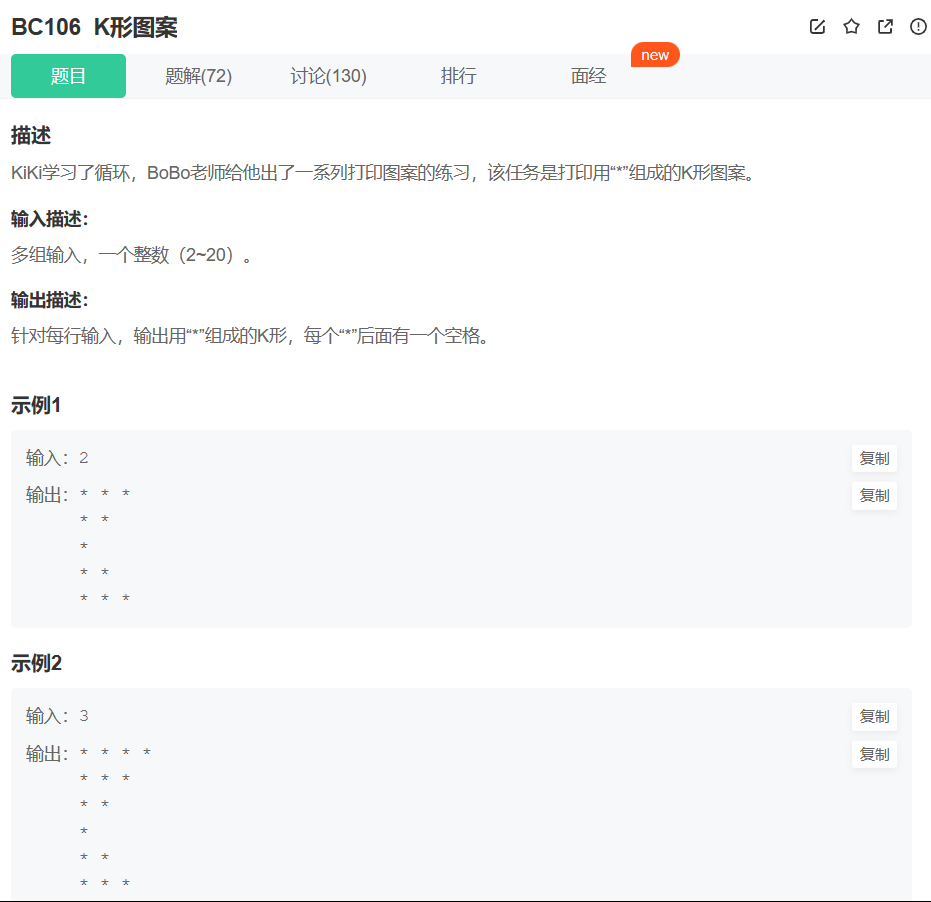 BC106 K形图案
new
题目 题解(72) 讨论(130) 排行 面经
描述
KiKi学习了循环，BoBo老师给他出了一系列打印图案的练习，该任务是打印用“*”组成的K形图案。
输入描述：
多组输入，一个整数（2~20）。
输出描述：
针对每行输入，输出用“*”组成的K形，每个“*”后面有一个空格。
示例1
输入：2 复制
输出：* * * 复制
* *
*
* *
* * *
示例2
输入：3 复制
输出：* * * * 复制
* * *
* *
*
* *
* * *